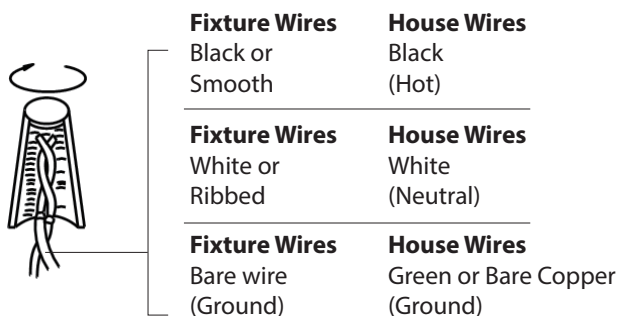 Fixture Wires House Wires
Black or Black
Smooth (Hot)
Fixture Wires House Wires
White or White
Ribbed (Neutral)
Fixture Wires House Wires
Bare wire Green or Bare Copper
(Ground) (Ground)